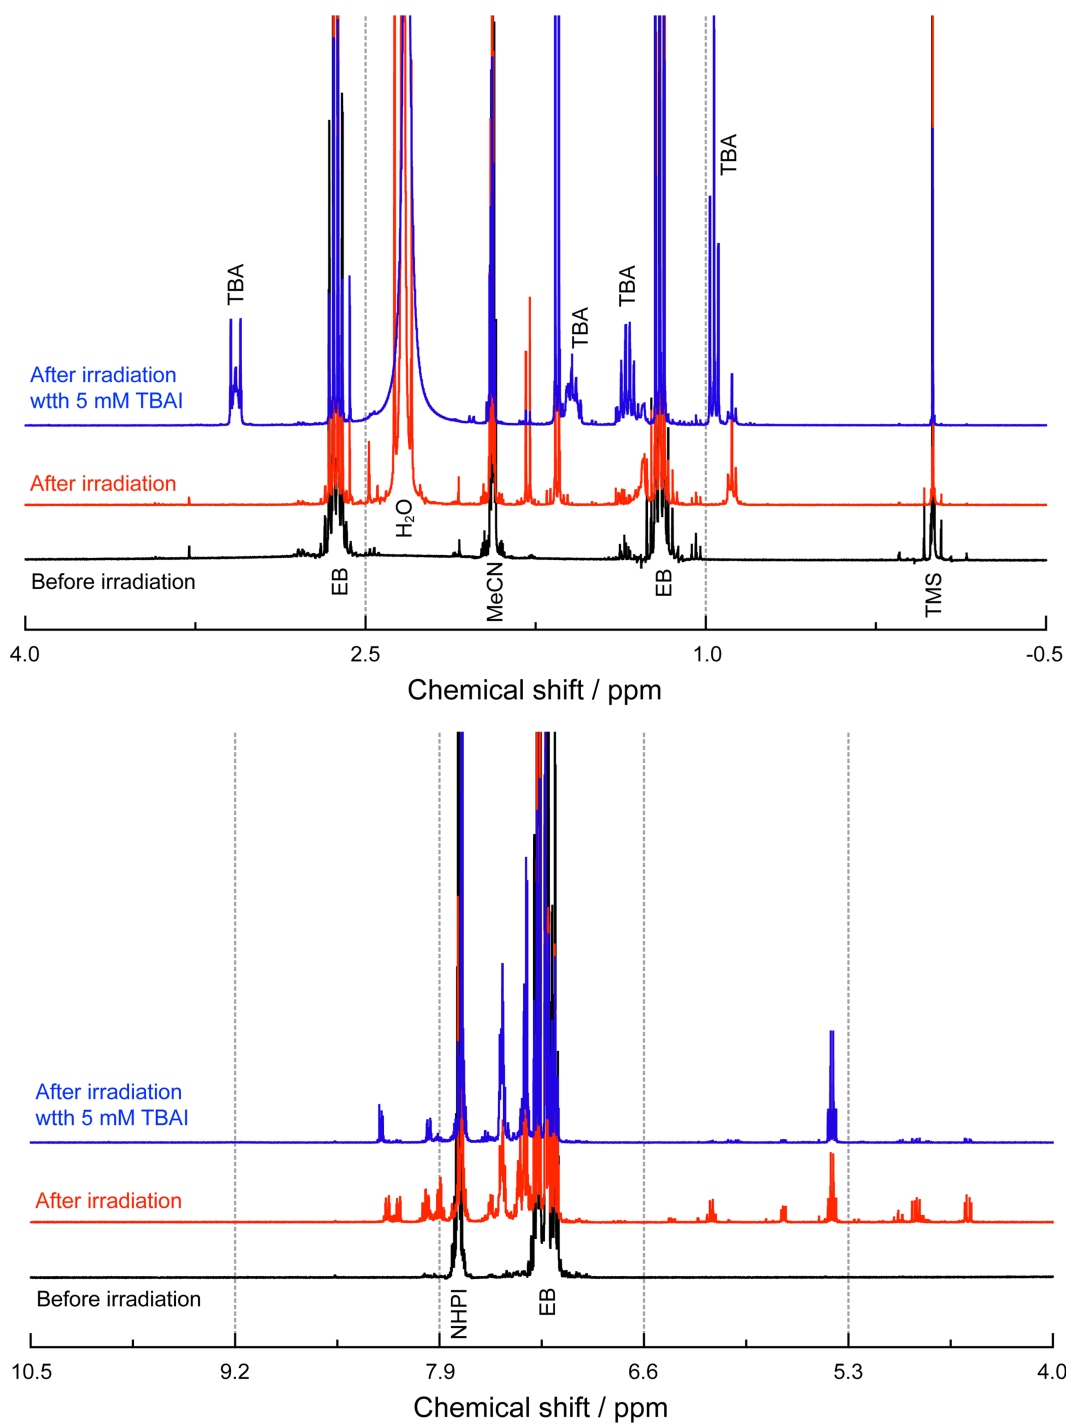 TBA
TBA
TBA
TBA
After irradiation
wtth 5 mM TBAI
After irradiation
H₂O
Before irradiation
EB
MeCN
EB
TMS
4.0
2.5
1.0
-0.5
Chemical shift / ppm
After irradiation
wtth 5 mM TBAI
After irradiation
Before irradiation
NHPI
EB
10.5
9.2
7.9
6.6
5.3
4.0
Chemical shift / ppm